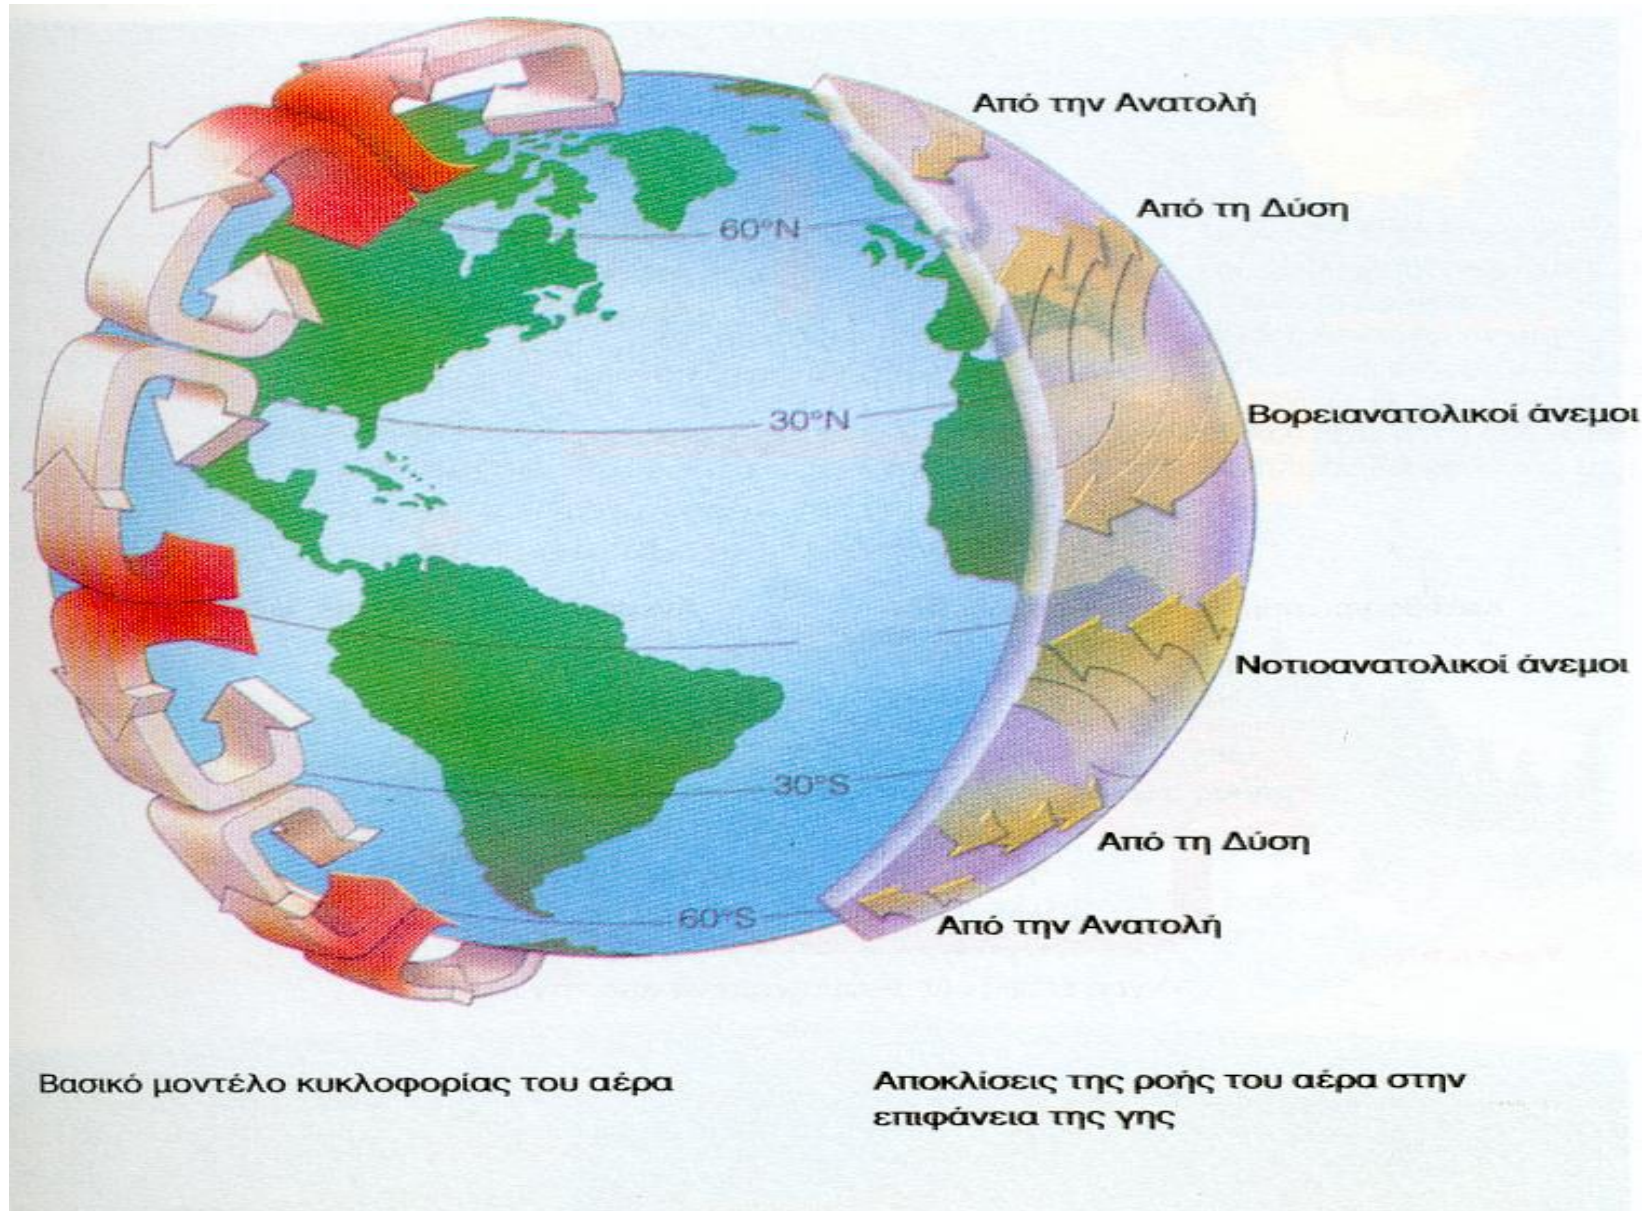 Από την Ανατολή
Από τη Δύση
60°N
30°N
Βορειανατολικοί άνεμοι
Νοτιοανατολικοί άνεμοι
30°S
Από τη Δύση
60°S
Από την Ανατολή
Βασικό μοντέλο κυκλοφορίας του αέρα
Αποκλίσεις της ροής του αέρα στην
επιφάνεια της γης